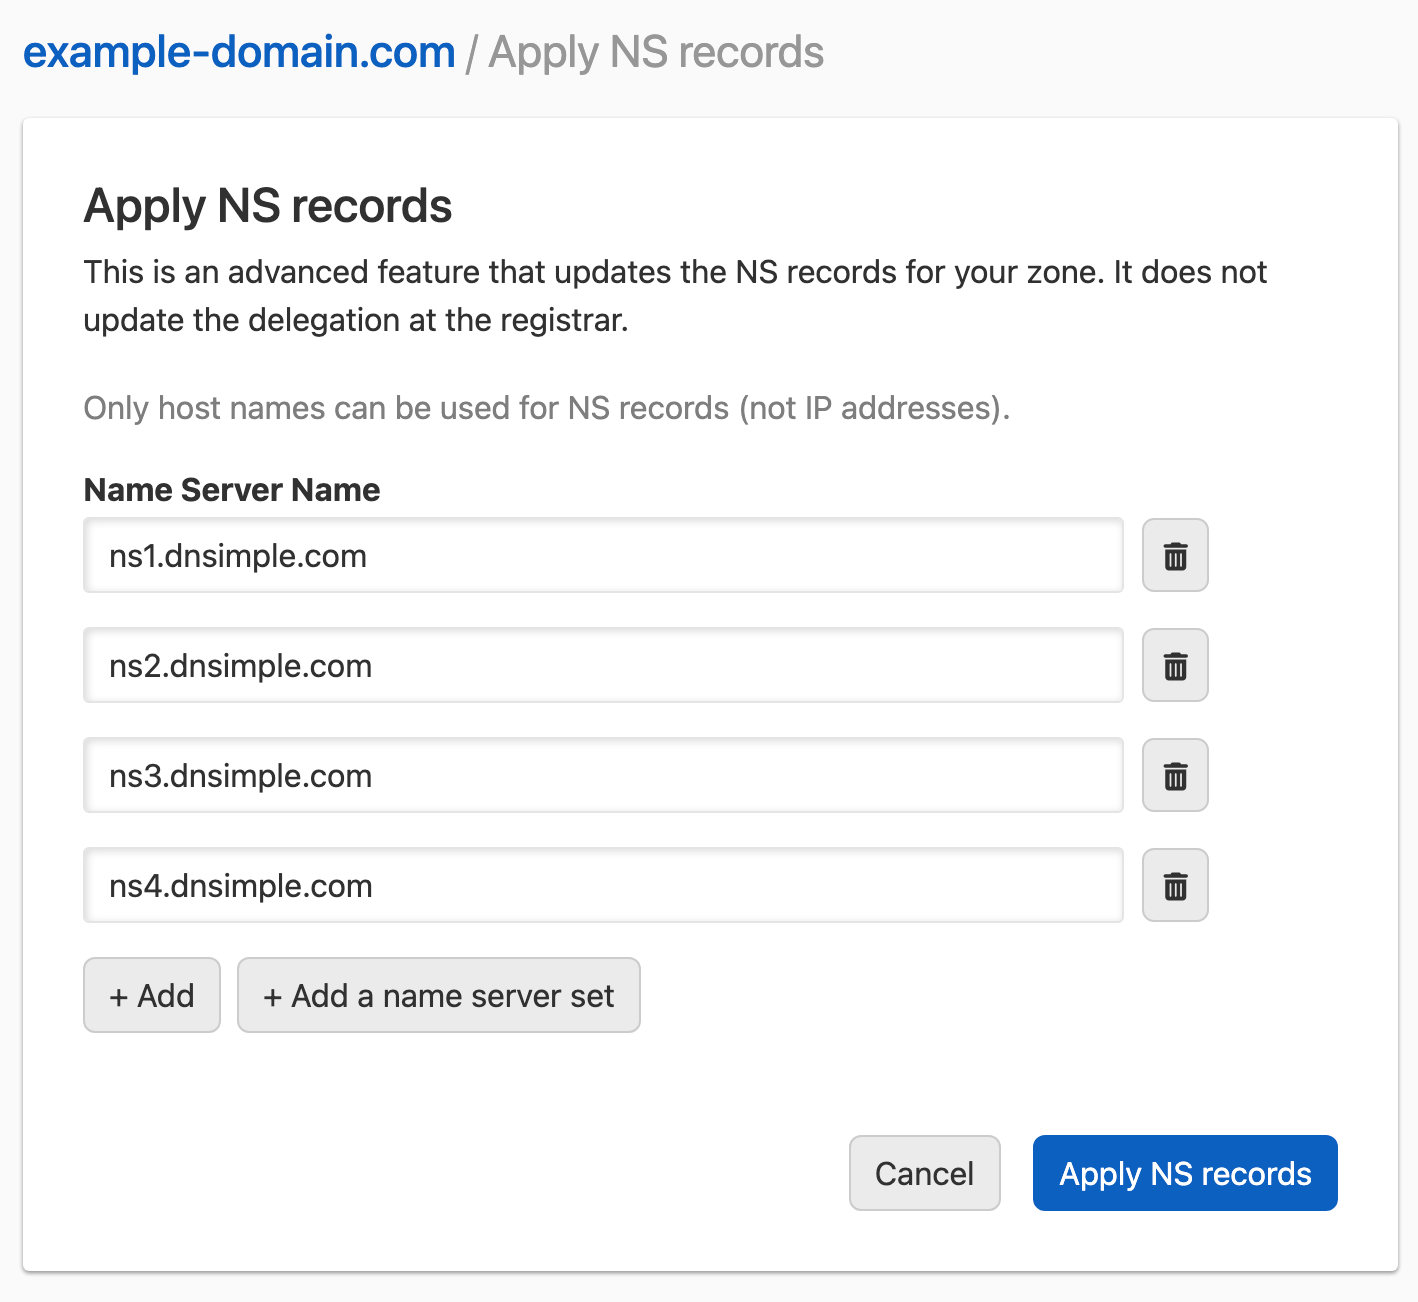 example-domain.com / Apply NS records
Apply NS records
This is an advanced feature that updates the NS records for your zone. It does not
update the delegation at the registrar.
Only host names can be used for NS records (not IP addresses).
Name Server Name
ns1.dnsimple.com
ns2.dnsimple.com
ns3.dnsimple.com
ns4.dnsimple.com
+ Add + Add a name server set
Cancel Apply NS records